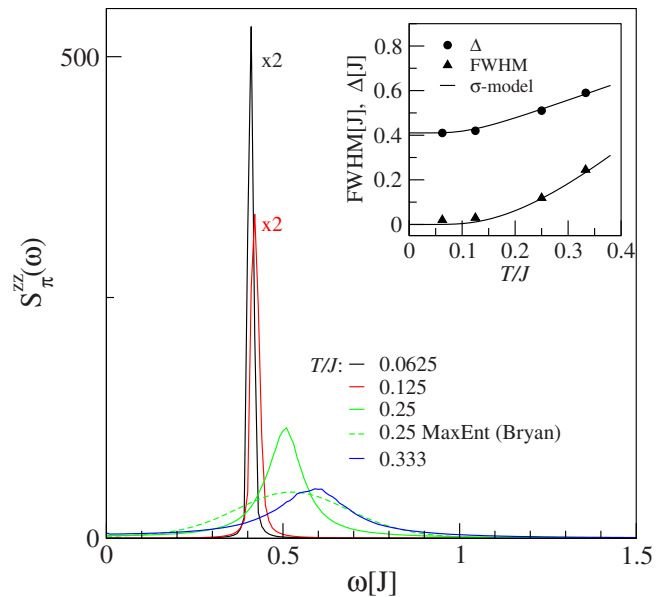 500
x2
x2
S_π^{zz}(ω)
0
0
0.5
1
1.5
ω[J]
T/J:
0.0625
0.125
0.25
0.25 MaxEnt (Bryan)
0.333
FWHM[J], Δ[J]
0.8
0.6
0.4
0.2
0
0
0.1
0.2
0.3
0.4
T/J
Δ
FWHM
σ-model